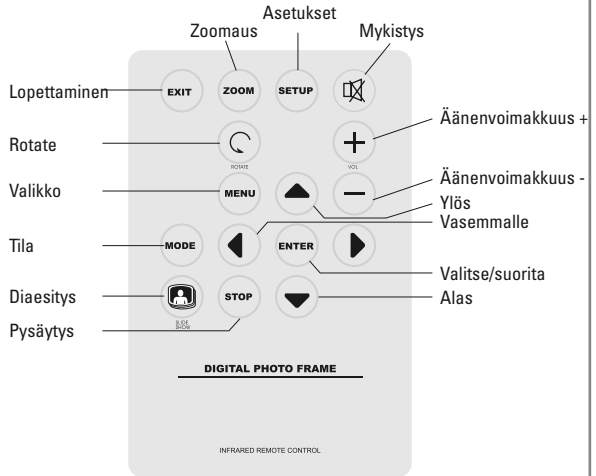 Asetukset
Zoomaus
Mykistys
Lopettaminen
EXIT
ZOOM
SETUP
Äänenvoimakkuus +
Rotate
ROTATE
VOL
Äänenvoimakkuus -
Valikko
MENU
Ylös
Vasemmalle
Tila
MODE
ENTER
Valitse/suorita
Diaesitys
STOP
Alas
SLIDE
SHOW
Pysäytys
DIGITAL PHOTO FRAME
INFRARED REMOTE CONTROL